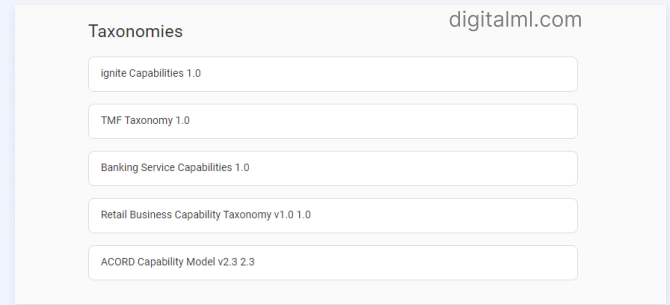 digitalml.com
Taxonomies
ignite Capabilities 1.0
TMF Taxonomy 1.0
Banking Service Capabilities 1.0
Retail Business Capability Taxonomy v1.0 1.0
ACORD Capability Model v2.3 2.3